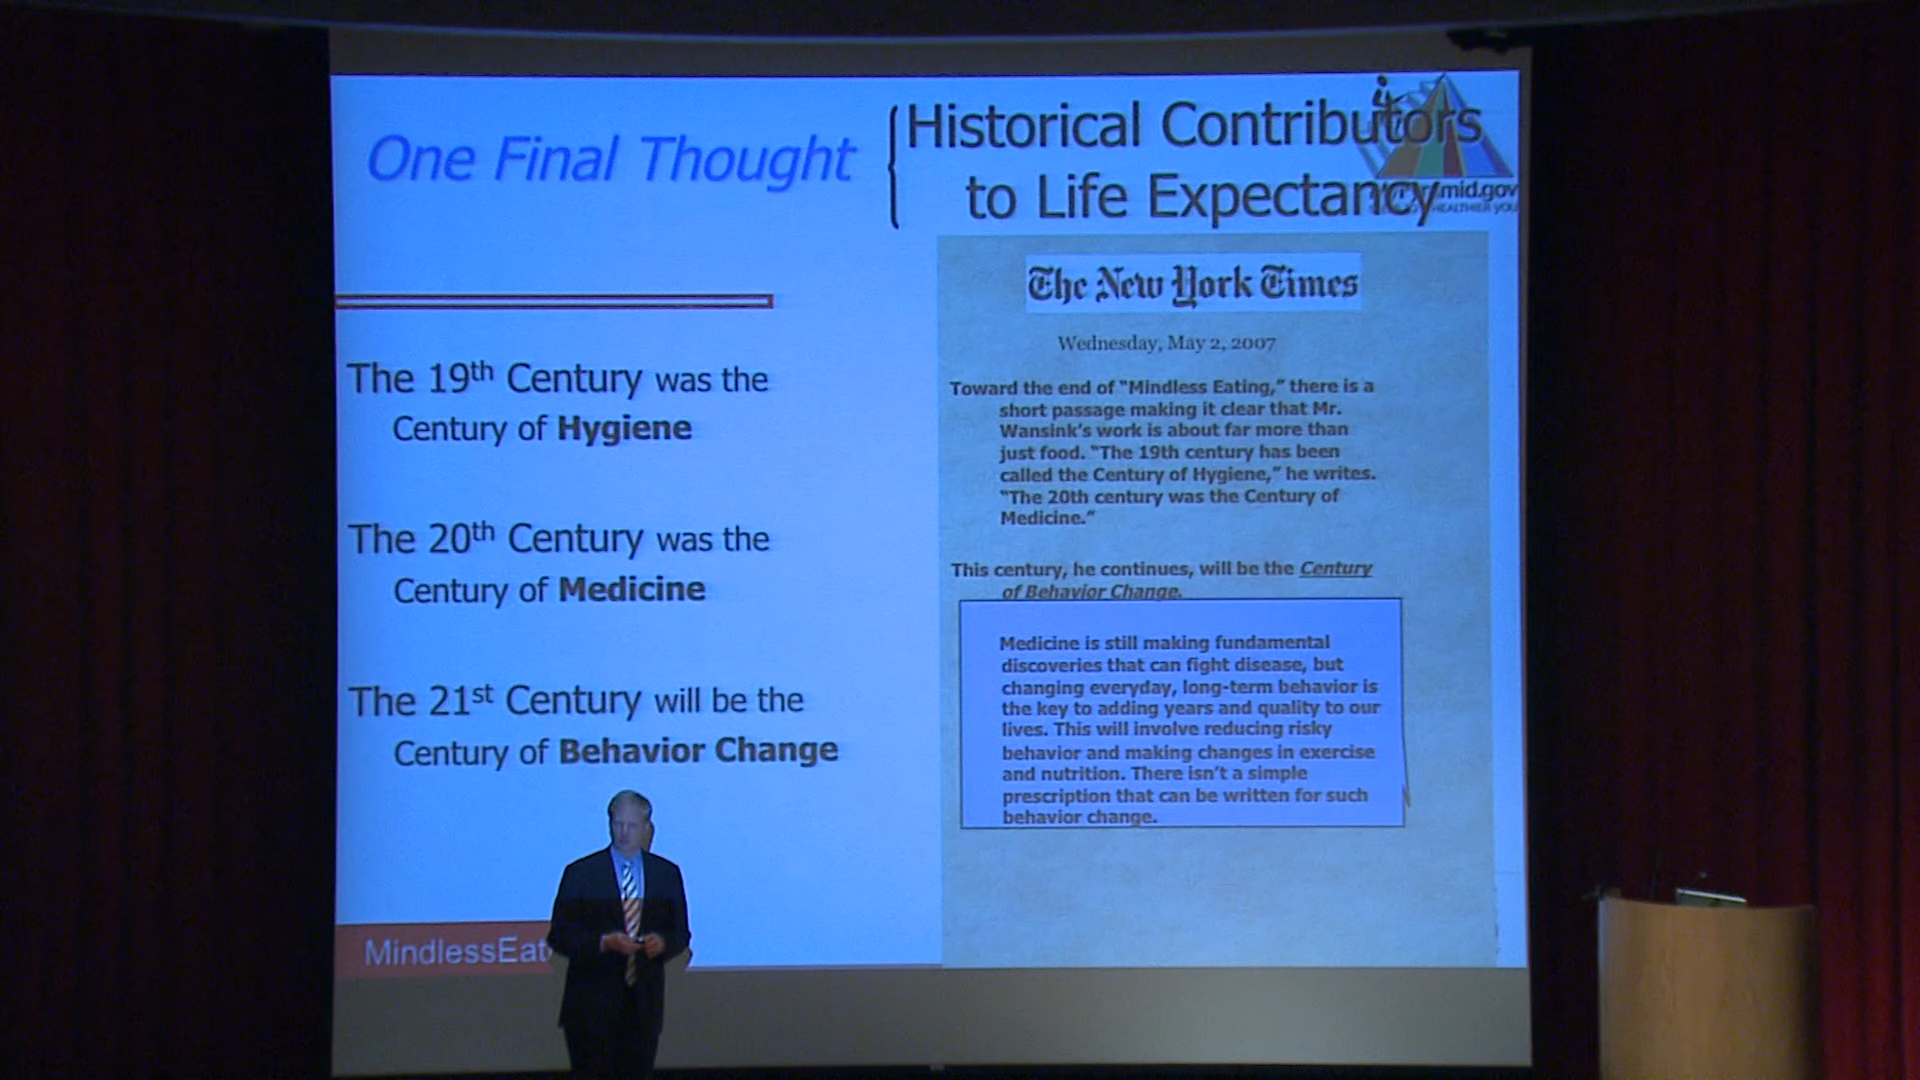 One Final Thought
Historical Contributors
to Life Expectancy
mid.gov
HEALTHIER YOU
The 19th Century was the
Century of Hygiene
The 20th Century was the
Century of Medicine
The 21st Century will be the
Century of Behavior Change
MindlessEat
The New York Times
Wednesday, May 2, 2007
Toward the end of "Mindless Eating," there is a
short passage making it clear that Mr.
Wansink's work is about far more than
just food. "The 19th century has been
called the Century of Hygiene," he writes.
"The 20th century was the Century of
Medicine."
This century, he continues, will be the Century
of Behavior Change.
Medicine is still making fundamental
discoveries that can fight disease, but
changing everyday, long-term behavior is
the key to adding years and quality to our
lives. This will involve reducing risky
behavior and making changes in exercise
and nutrition. There isn't a simple
prescription that can be written for such
behavior change.